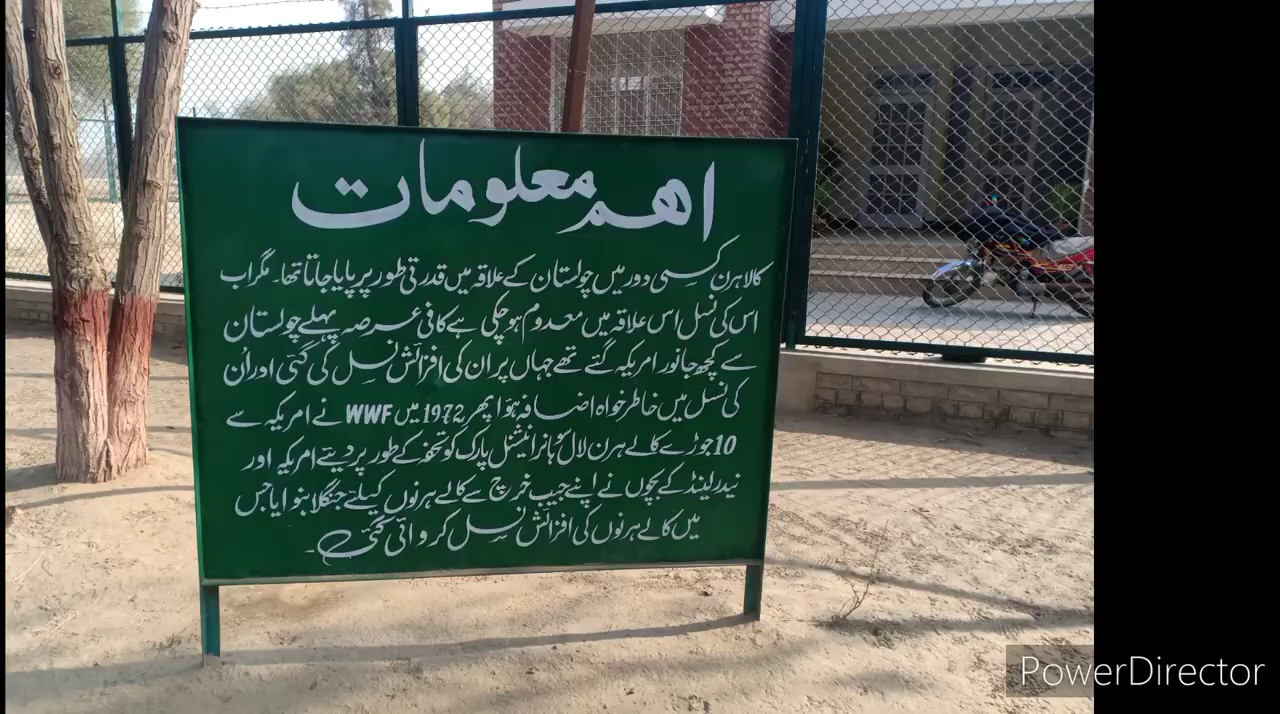 اہم معلومات
کالا ہرن کسی دور میں چولستان کے علاقہ میں قدرتی طور پر پایا جاتا تھا۔ مگر اب
اس کی نسل اس علاقہ میں معدوم ہو چکی ہے کافی عرصہ پہلے چولستان
سے کچھ جانور امریکہ گئے تھے جہاں پر ان کی افزائش نسل کی گئی اور اُن
کی نسل میں خاطر خواہ اضافہ ہوا پھر 1972 میں WWF نے امریکہ سے
10 جوڑے کالے ہرن لال سوہانرا نیشنل پارک کو تحفہ کے طور پر دیئے امریکہ اور
نیدرلینڈ کے بچوں نے اپنے جیب خرچ سے کالے ہرنوں کیلئے جنگلا بنوایا جس
میں کالے ہرنوں کی افزائش نسل کروائی گئی۔
PowerDirector